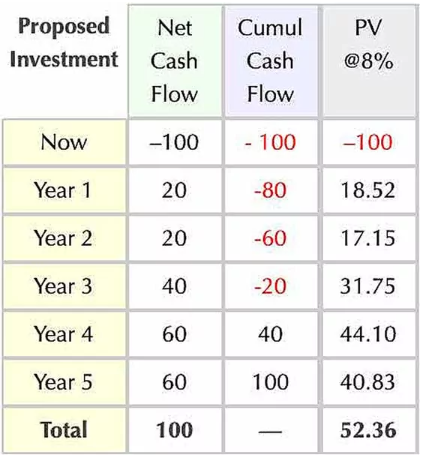 Proposed Investment Net Cash Flow Cumul Cash Flow PV @8%
Now –100 - 100 –100
Year 1 20 -80 18.52
Year 2 20 -60 17.15
Year 3 40 -20 31.75
Year 4 60 40 44.10
Year 5 60 100 40.83
Total 100 — 52.36